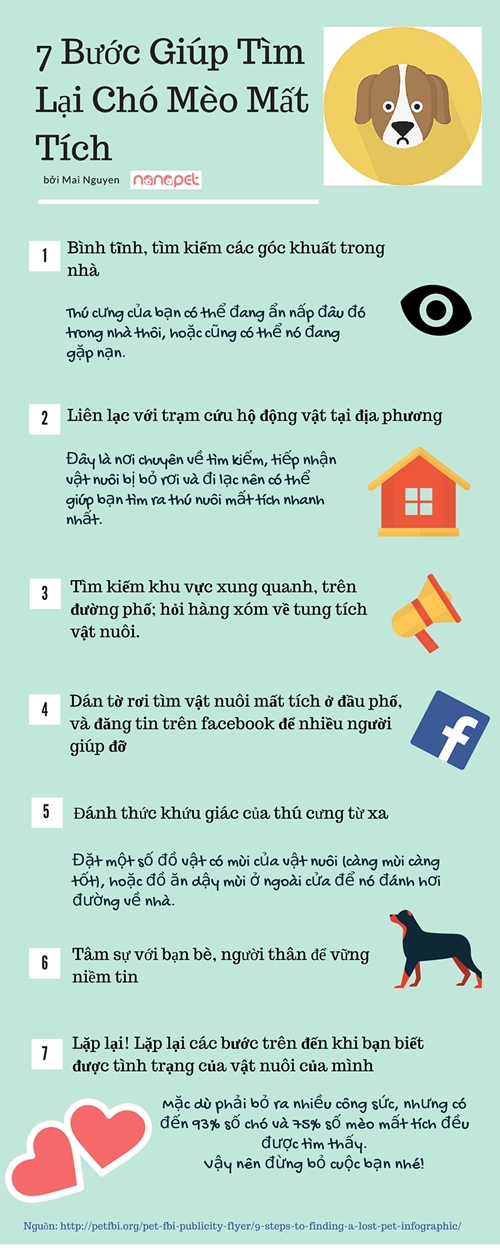 7 Bước Giúp Tìm
Lại Chó Mèo Mất
Tích
bởi Mai Nguyen nanapet
1
Bình tĩnh, tìm kiếm các góc khuất trong
nhà
Thú cưng của bạn có thể đang ẩn nấp đâu đó
trong nhà thôi, hoặc cũng có thể nó đang
gặp nạn.
2
Liên lạc với trạm cứu hộ động vật tại địa phương
Đây là nơi chuyên về tìm kiếm, tiếp nhận
vật nuôi bị bỏ rơi và đi lạc nên có thể
giúp bạn tìm ra thú nuôi mất tích nhanh
nhất.
3
Tìm kiếm khu vực xung quanh, trên
đường phố; hỏi hàng xóm về tung tích
vật nuôi.
4
Dán tờ rơi tìm vật nuôi mất tích ở đầu phố,
và đăng tin trên facebook để nhiều người
giúp đỡ
f
5
Đánh thức khứu giác của thú cưng từ xa
Đặt một số đồ vật có mùi của vật nuôi (càng mùi càng
tốt), hoặc đồ ăn dậy mùi ở ngoài cửa để nó đánh hơi
đường về nhà.
6
Tâm sự với bạn bè, người thân để vững
niềm tin
7
Lặp lại! Lặp lại các bước trên đến khi bạn biết
được tình trạng của vật nuôi của mình
Mặc dù phải bỏ ra nhiều công sức, nhưng có
đến 93% số chó và 75% số mèo mất tích đều
được tìm thấy.
Vậy nên đừng bỏ cuộc bạn nhé!
Nguồn: http://petfbi.org/pet-fbi-publicity-flyer/9-steps-to-finding-a-lost-pet-infographic/